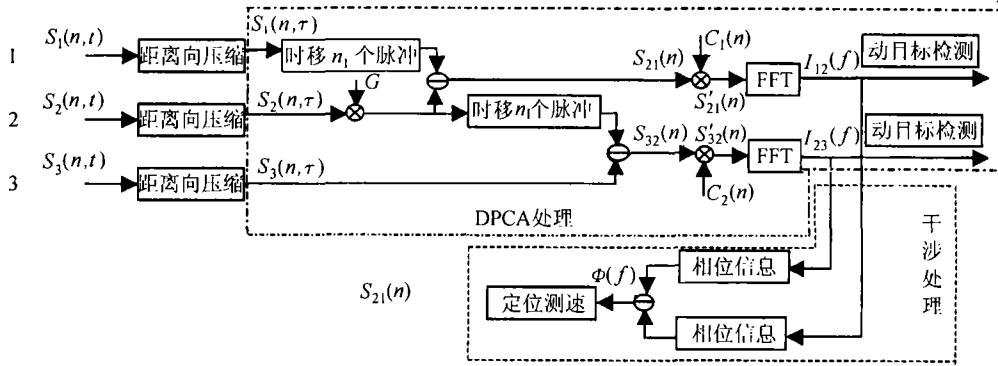 1
S₁(n,t)
距离向压缩
S₁(n,τ)
时移 n₁ 个脉冲
S₂₁(n)
C₁(n)
S′₂₁(n)
FFT
I₁₂(f)
动目标检测
2
S₂(n,t)
距离向压缩
S₂(n,τ)
G
时移n₁个脉冲
S₃₂(n)
S′₃₂(n)
C₂(n)
FFT
I₂₃(f)
动目标检测
3
S₃(n,t)
距离向压缩
S₃(n,τ)
DPCA处理
干涉处理
S₂₁(n)
定位测速
Φ(f)
相位信息
相位信息